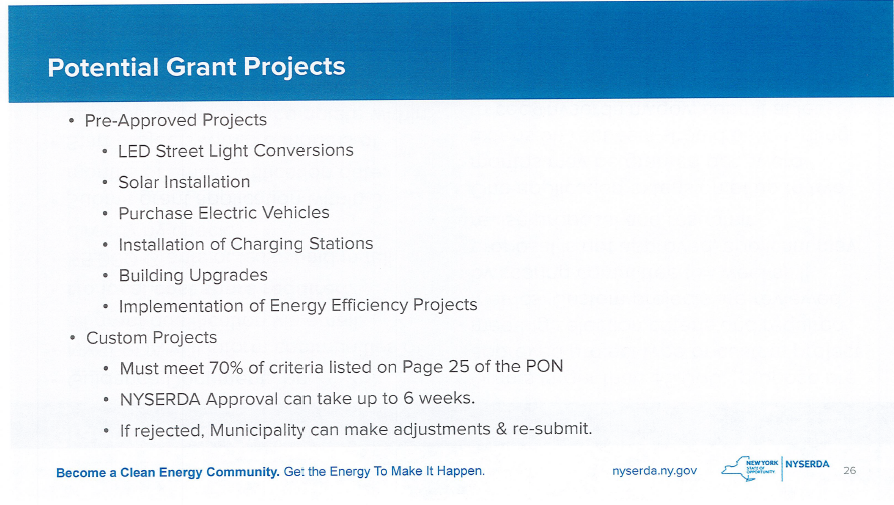 Potential Grant Projects
• Pre-Approved Projects
• LED Street Light Conversions
• Solar Installation
• Purchase Electric Vehicles
• Installation of Charging Stations
• Building Upgrades
• Implementation of Energy Efficiency Projects
• Custom Projects
• Must meet 70% of criteria listed on Page 25 of the PON
• NYSERDA Approval can take up to 6 weeks.
• If rejected, Municipality can make adjustments & re-submit.
Become a Clean Energy Community. Get the Energy To Make It Happen.
nyserda.ny.gov
NEW YORK
STATE OF
OPPORTUNITY
NYSERDA
26